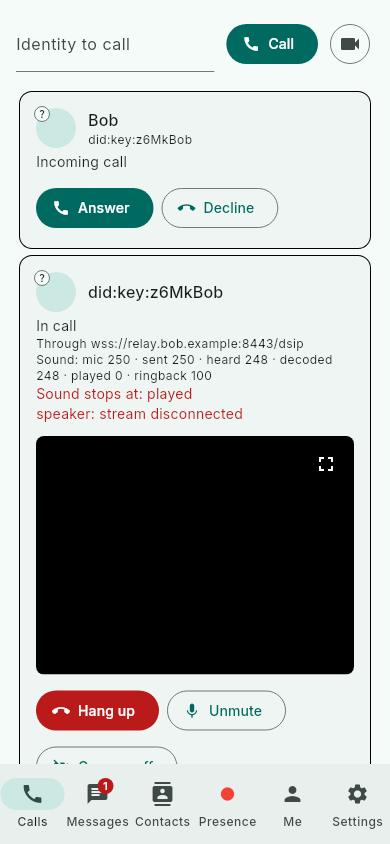 Identity to call
Call
?
Bob
did:key:z6MkBob
Incoming call
Answer
Decline
?
did:key:z6MkBob
In call
Through wss://relay.bob.example:8443/dsip
Sound: mic 250 · sent 250 · heard 248 · decoded
248 · played 0 · ringback 100
Sound stops at: played
speaker: stream disconnected
Hang up
Unmute
1
Calls
Messages
Contacts
Presence
Me
Settings